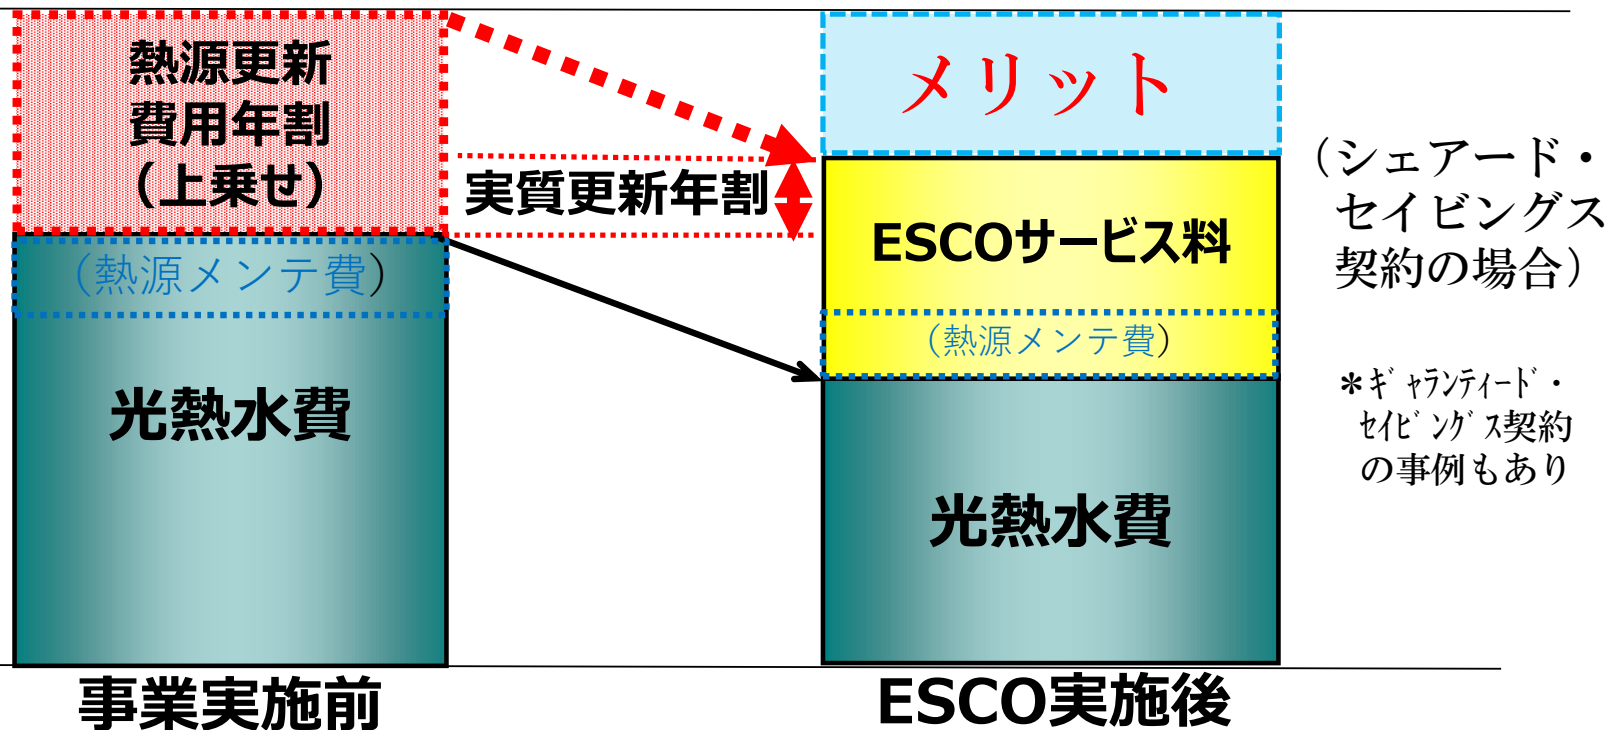 熱源更新
費用年割
（上乗せ）
（熱源メンテ費）
光熱水費
事業実施前
実質更新年割
メリット
ESCOサービス料
（熱源メンテ費）
光熱水費
ESCO実施後
（シェアード・
セイビングス
契約の場合）
＊ｷﾞｬﾗﾝﾃｨｰﾄﾞ・
ｾｲﾋﾞﾝｸﾞｽ契約
の事例もあり